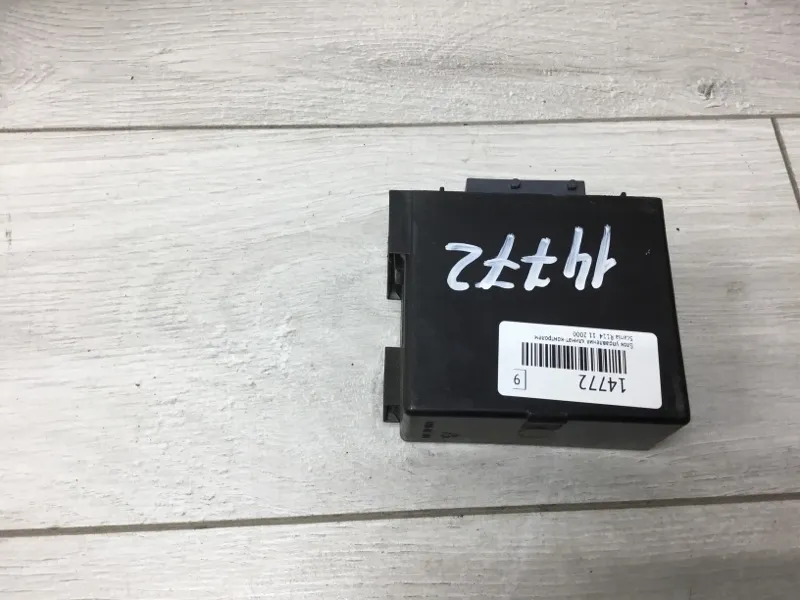 14772
14772
9
Блок управления климат контролем
Scania R114 11 2000